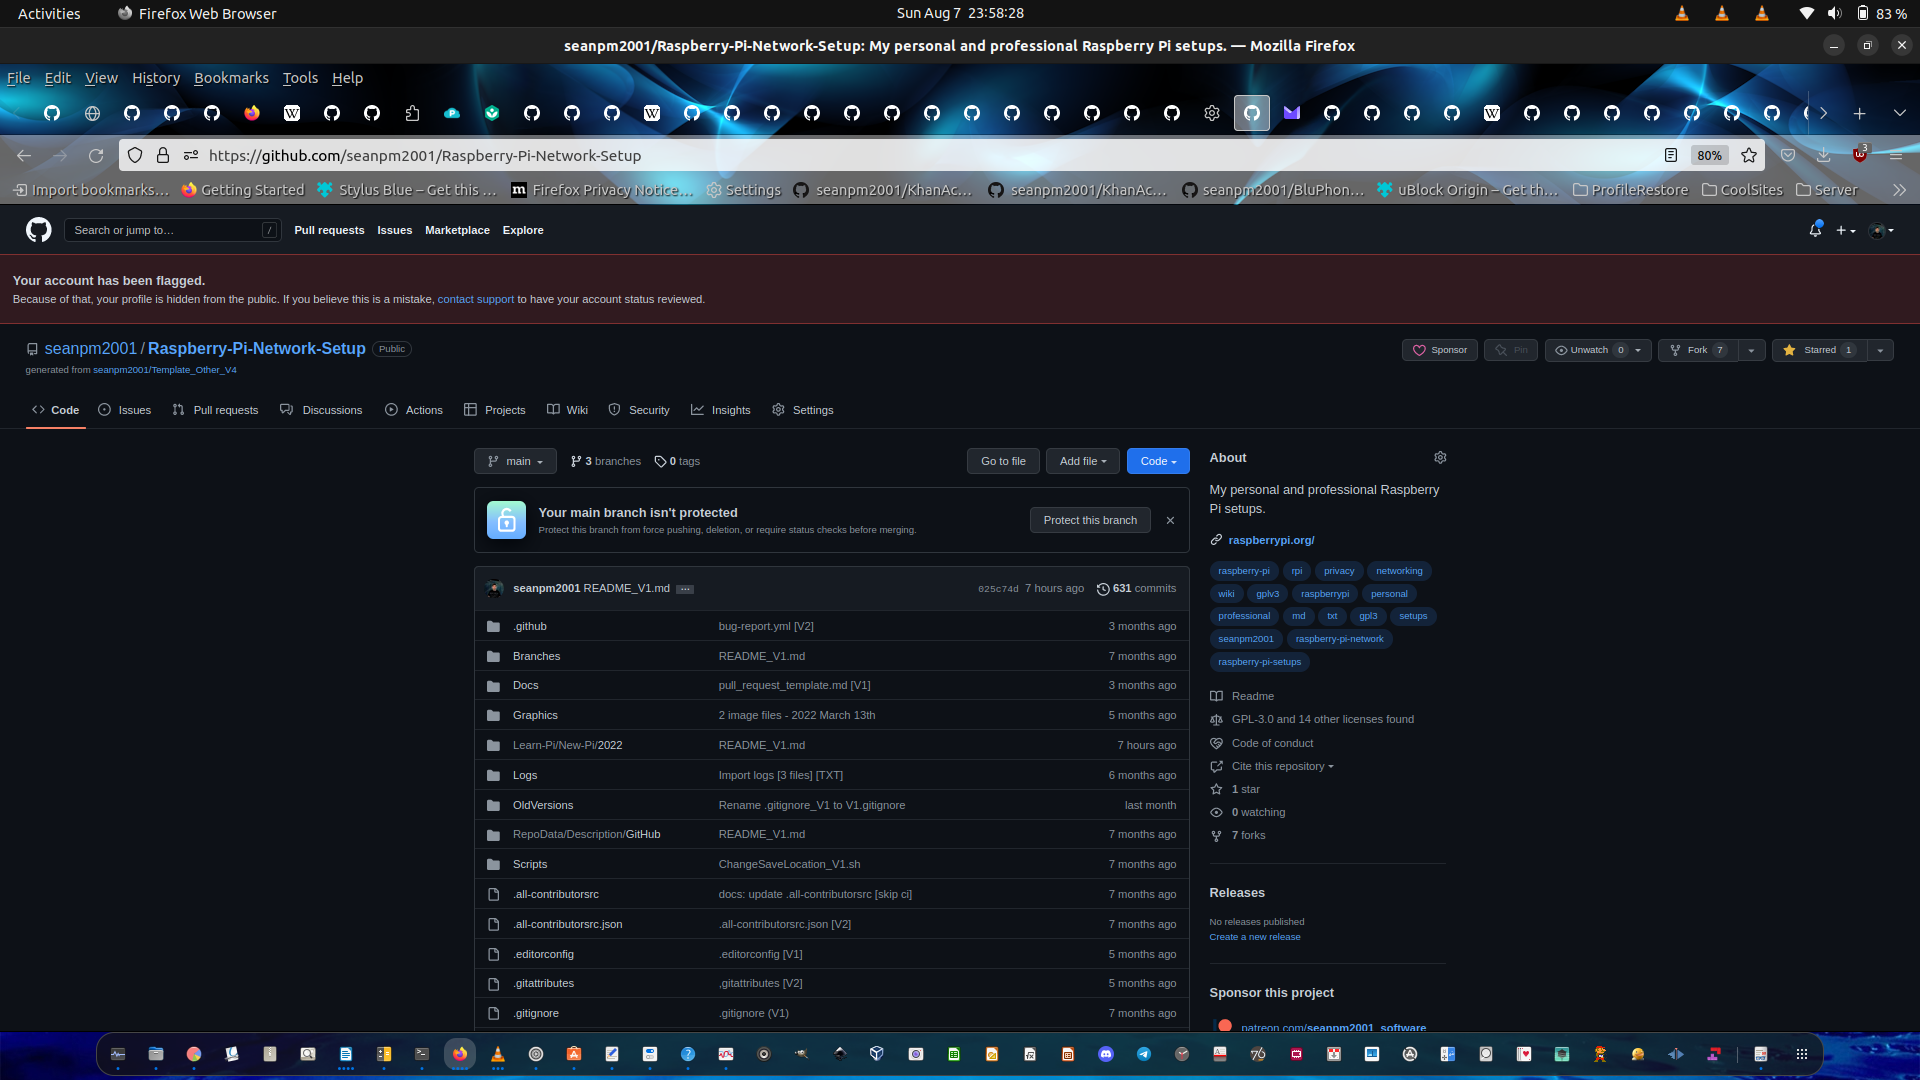 Activities
Firefox Web Browser
Sun Aug 7 23:58:28
83 %
seanpm2001/Raspberry-Pi-Network-Setup: My personal and professional Raspberry Pi setups. — Mozilla Firefox
File Edit View History Bookmarks Tools Help
https://github.com/seanpm2001/Raspberry-Pi-Network-Setup
80%
3
Import bookmarks… Getting Started Stylus Blue – Get this … Firefox Privacy Notice… Settings seanpm2001/KhanAc… seanpm2001/KhanAc… seanpm2001/BluPhon… uBlock Origin – Get th… ProfileRestore CoolSites Server
Search or jump to… /
Pull requests Issues Marketplace Explore
Your account has been flagged.
Because of that, your profile is hidden from the public. If you believe this is a mistake, contact support to have your account status reviewed.
seanpm2001 / Raspberry-Pi-Network-Setup Public
generated from seanpm2001/Template_Other_V4
Sponsor Pin Unwatch 0 Fork 7 Starred 1
Code Issues Pull requests Discussions Actions Projects Wiki Security Insights Settings
main 3 branches 0 tags
Go to file Add file Code
Your main branch isn't protected
Protect this branch from force pushing, deletion, or require status checks before merging.
Protect this branch
seanpm2001 README_V1.md ... 025c74d 7 hours ago 631 commits
.github bug-report.yml [V2] 3 months ago
Branches README_V1.md 7 months ago
Docs pull_request_template.md [V1] 3 months ago
Graphics 2 image files - 2022 March 13th 5 months ago
Learn-Pi/New-Pi/2022 README_V1.md 7 hours ago
Logs Import logs [3 files] [TXT] 6 months ago
OldVersions Rename .gitignore_V1 to V1.gitignore last month
RepoData/Description/GitHub README_V1.md 7 months ago
Scripts ChangeSaveLocation_V1.sh 7 months ago
.all-contributorsrc docs: update .all-contributorsrc [skip ci] 7 months ago
.all-contributorsrc.json .all-contributorsrc.json [V2] 7 months ago
.editorconfig .editorconfig [V1] 5 months ago
.gitattributes .gitattributes [V2] 5 months ago
.gitignore .gitignore (V1) 7 months ago
About
My personal and professional Raspberry
Pi setups.
raspberrypi.org/
raspberry-pi rpi privacy networking
wiki gplv3 raspberrypi personal
professional md txt gpl3 setups
seanpm2001 raspberry-pi-network
raspberry-pi-setups
Readme
GPL-3.0 and 14 other licenses found
Code of conduct
Cite this repository
1 star
0 watching
7 forks
Releases
No releases published
Create a new release
Sponsor this project
patreon.com/seanpm2001_software